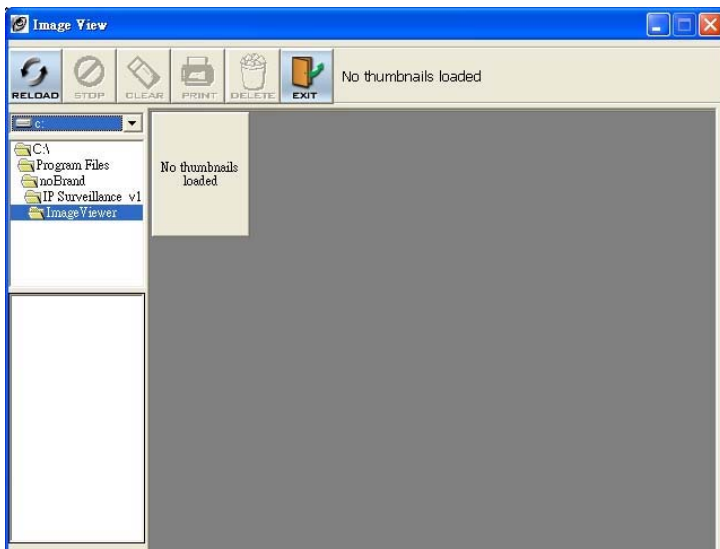 Image View
RELOAD
STOP
CLEAR
PRINT
DELETE
EXIT
No thumbnails loaded
c:
C:\
Program Files
noBrand
IP Surveillance v1
ImageViewer
No thumbnails
loaded